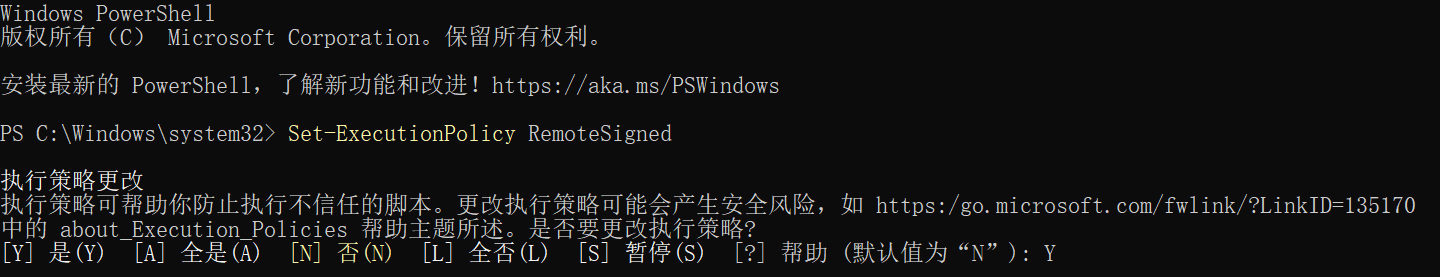 Windows PowerShell
版权所有（C） Microsoft Corporation。保留所有权利。
安装最新的 PowerShell，了解新功能和改进！https://aka.ms/PSWindows
PS C:\Windows\system32> Set-ExecutionPolicy RemoteSigned
执行策略更改
执行策略可帮助你防止执行不信任的脚本。更改执行策略可能会产生安全风险，如 https:/go.microsoft.com/fwlink/?LinkID=135170
中的 about_Execution_Policies 帮助主题所述。是否要更改执行策略?
[Y] 是(Y)  [A] 全是(A)  [N] 否(N)  [L] 全否(L)  [S] 暂停(S)  [?] 帮助 (默认值为“N”): Y